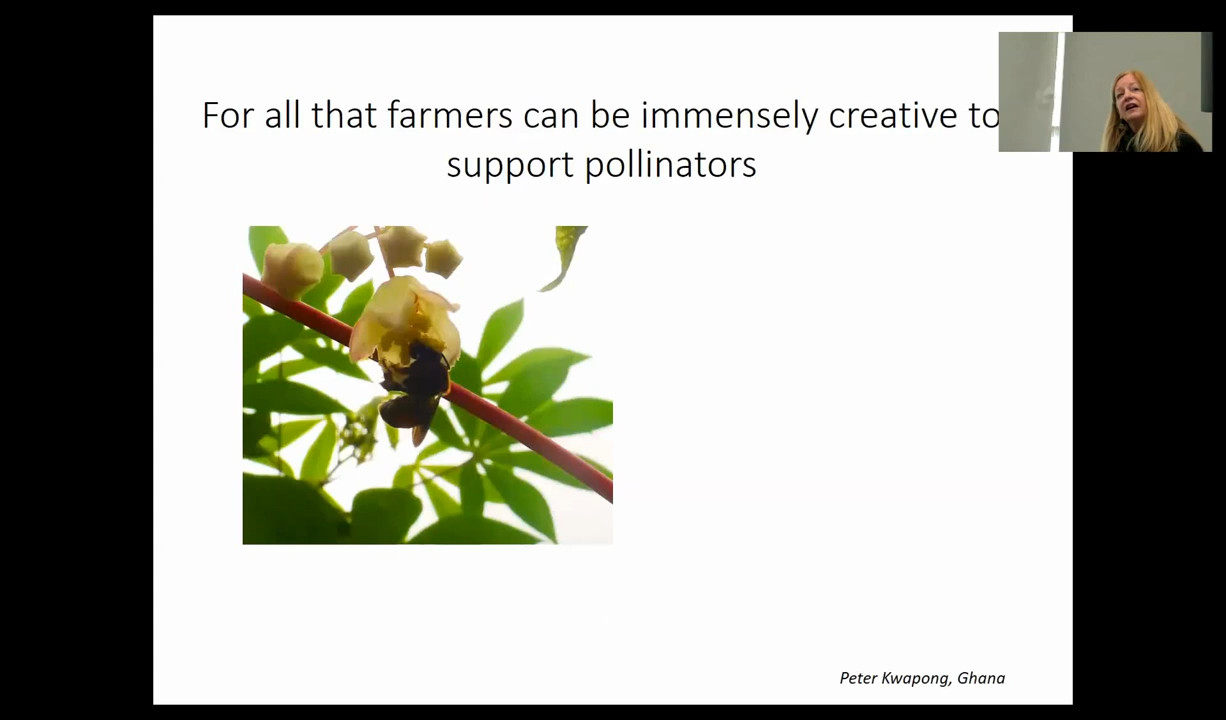 For all that farmers can be immensely creative to
support pollinators
Peter Kwapong, Ghana